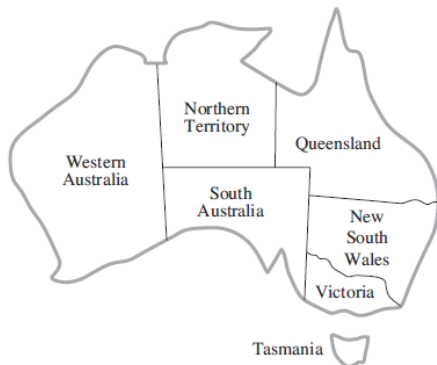 Northern
Territory
Queensland
Western
Australia
South
Australia
New
South
Wales
Victoria
Tasmania